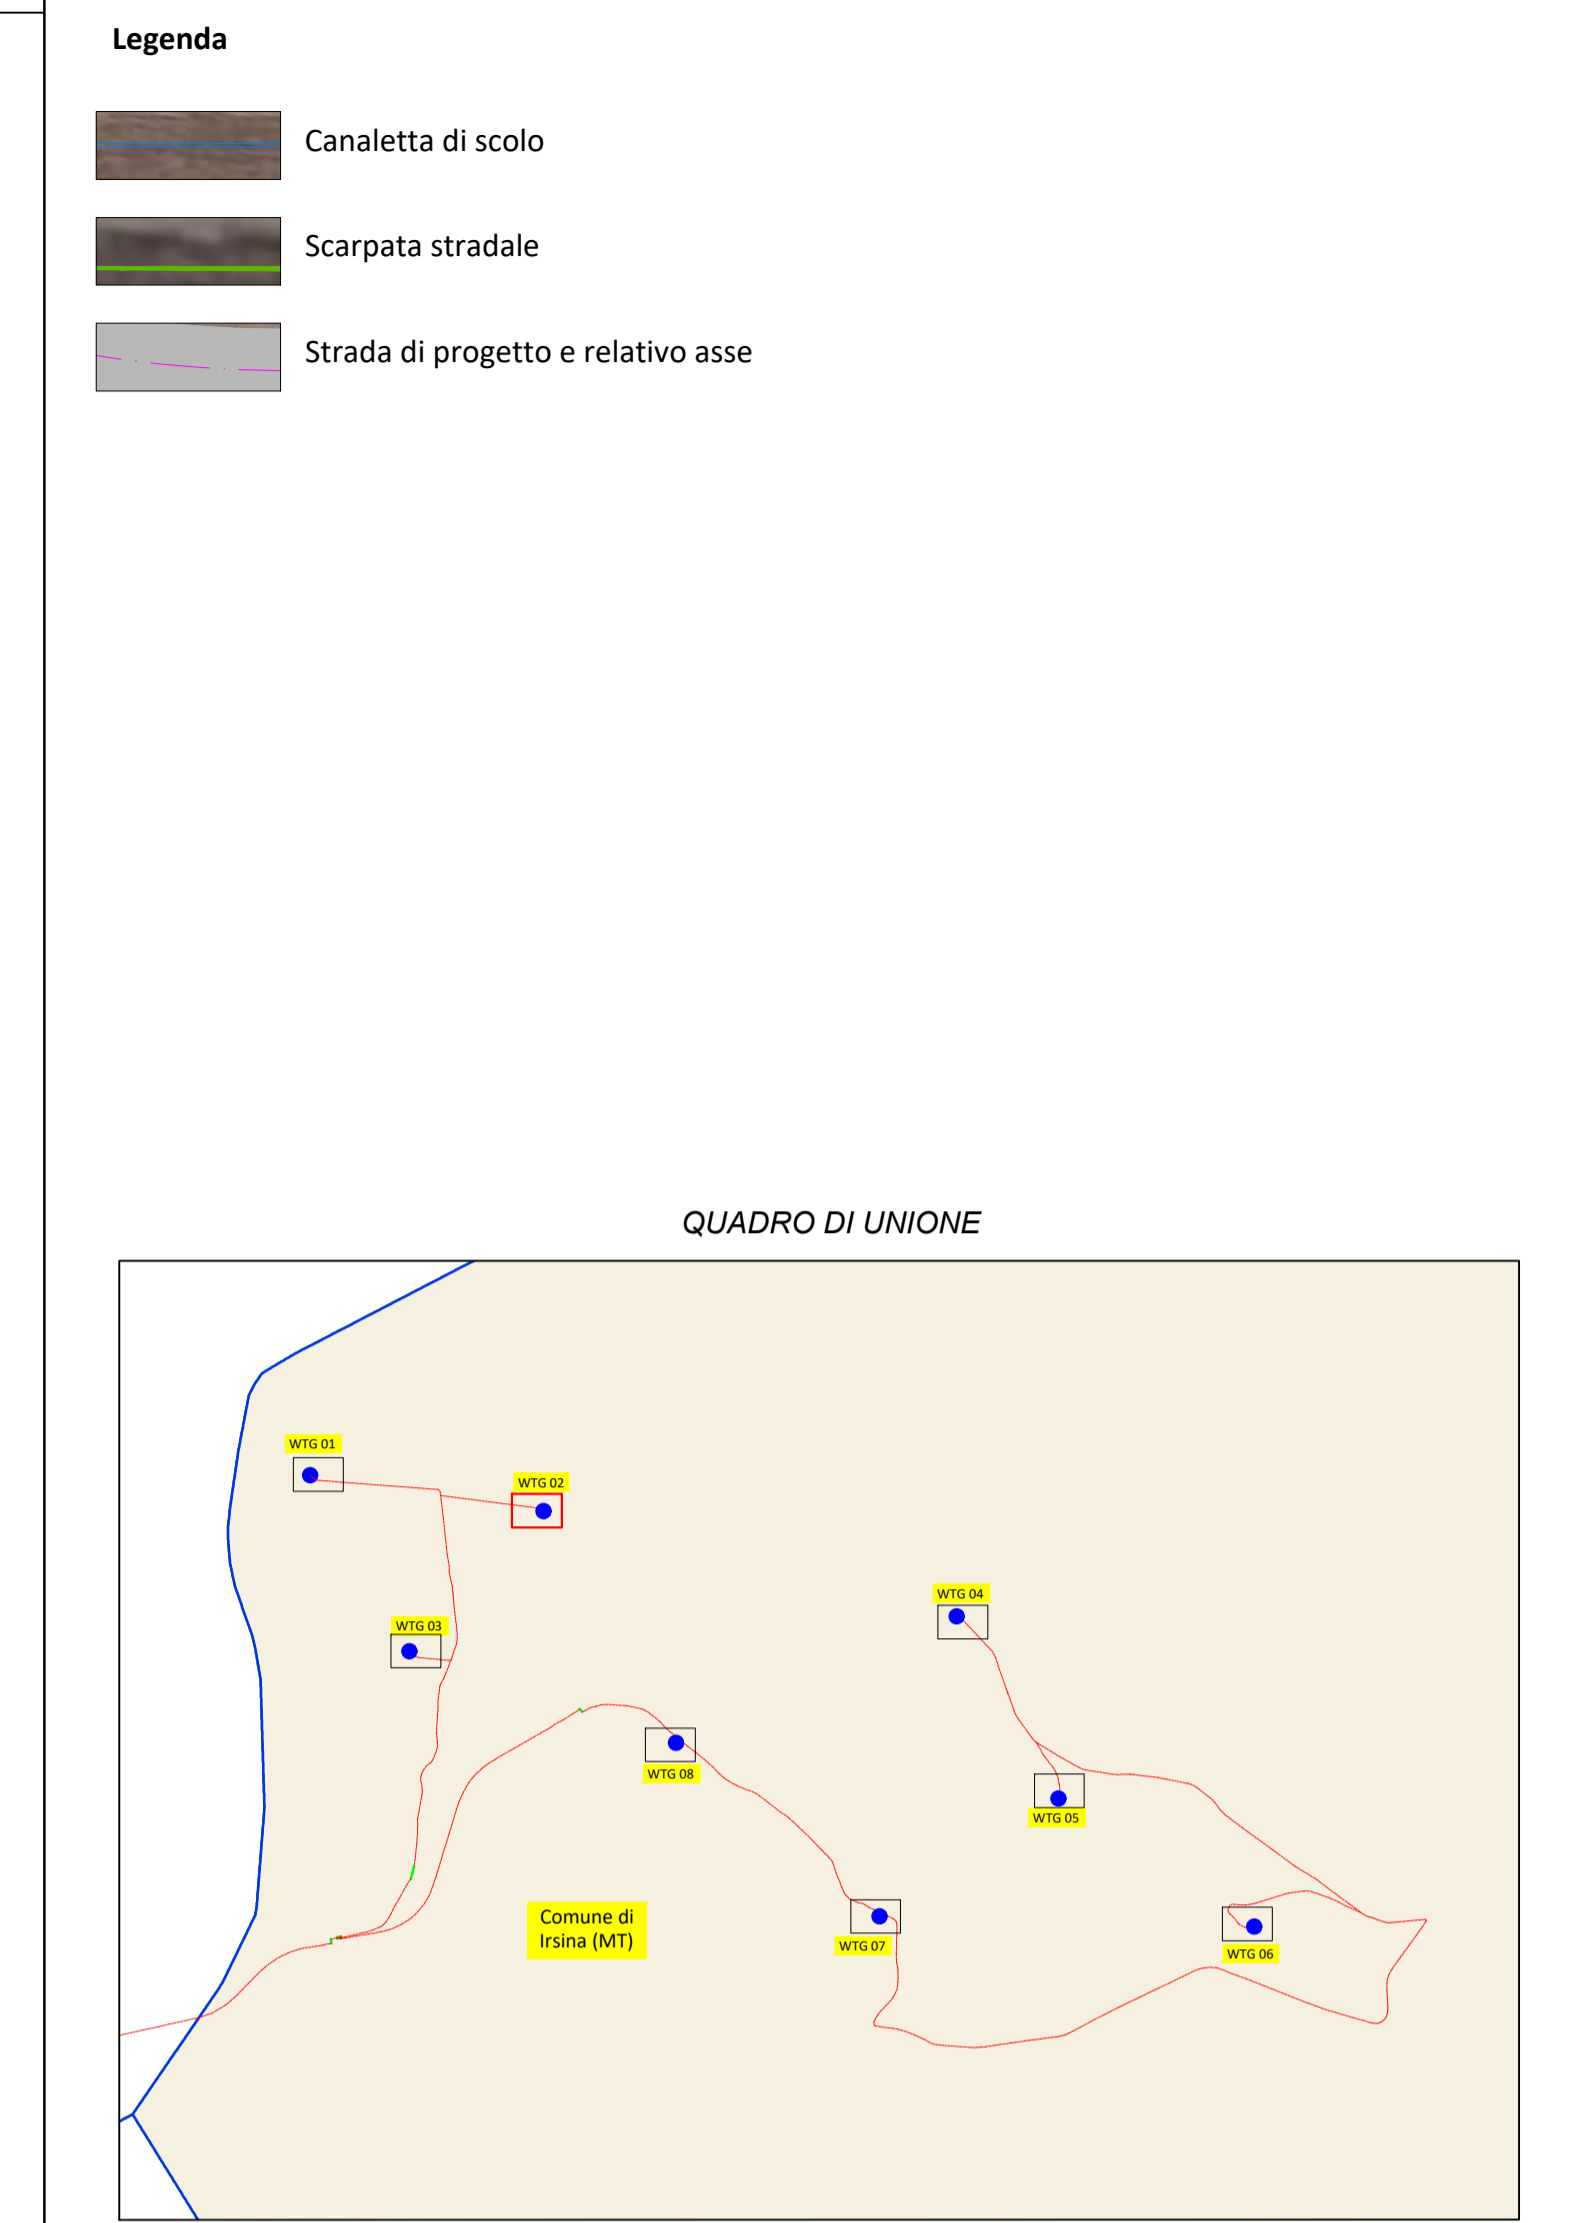 Legenda
Canaletta di scolo
Scarpata stradale
Strada di progetto e relativo asse
QUADRO DI UNIONE
WTG 01
WTG 02
WTG 03
WTG 04
WTG 08
WTG 05
Comune di
Irsina (MT)
WTG 07
WTG 06